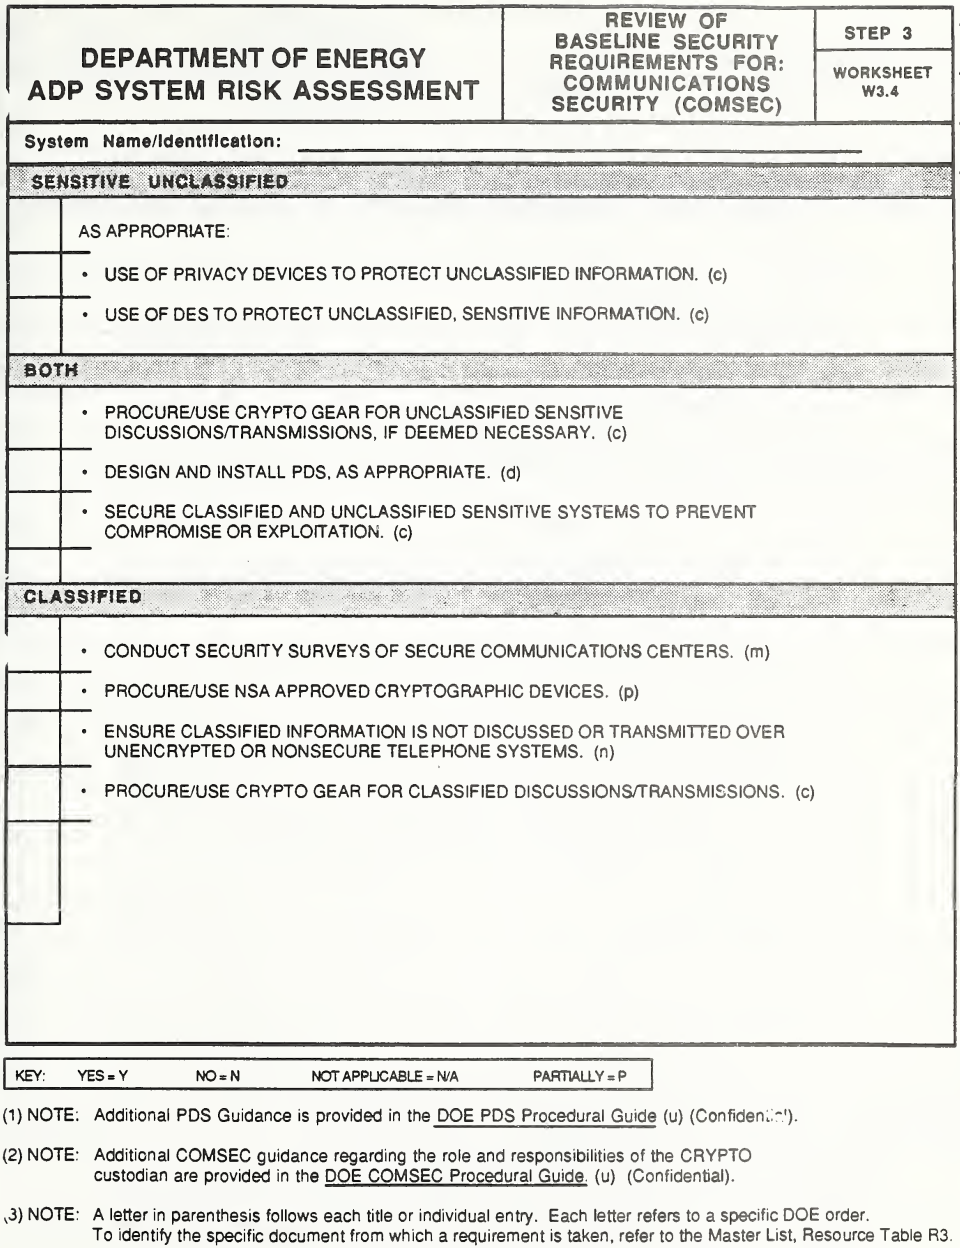 DEPARTMENT OF ENERGY
ADP SYSTEM RISK ASSESSMENT
REVIEW OF
BASELINE SECURITY
REQUIREMENTS FOR:
COMMUNICATIONS
SECURITY (COMSEC)
STEP 3
WORKSHEET
W3.4
System Name/Identification:
SENSITIVE UNCLASSIFIED
AS APPROPRIATE:
• USE OF PRIVACY DEVICES TO PROTECT UNCLASSIFIED INFORMATION. (c)
• USE OF DES TO PROTECT UNCLASSIFIED, SENSITIVE INFORMATION. (c)
BOTH
• PROCURE/USE CRYPTO GEAR FOR UNCLASSIFIED SENSITIVE
DISCUSSIONS/TRANSMISSIONS, IF DEEMED NECESSARY. (c)
• DESIGN AND INSTALL PDS, AS APPROPRIATE. (d)
• SECURE CLASSIFIED AND UNCLASSIFIED SENSITIVE SYSTEMS TO PREVENT
COMPROMISE OR EXPLOITATION. (c)
CLASSIFIED
• CONDUCT SECURITY SURVEYS OF SECURE COMMUNICATIONS CENTERS. (m)
• PROCURE/USE NSA APPROVED CRYPTOGRAPHIC DEVICES. (p)
• ENSURE CLASSIFIED INFORMATION IS NOT DISCUSSED OR TRANSMITTED OVER
UNENCRYPTED OR NONSECURE TELEPHONE SYSTEMS. (n)
• PROCURE/USE CRYPTO GEAR FOR CLASSIFIED DISCUSSIONS/TRANSMISSIONS. (c)
KEY: YES = Y NO = N NOT APPLICABLE = N/A PARTIALLY = P
(1) NOTE: Additional PDS Guidance is provided in the DOE PDS Procedural Guide (u) (Confidential).
(2) NOTE: Additional COMSEC guidance regarding the role and responsibilities of the CRYPTO
custodian are provided in the DOE COMSEC Procedural Guide. (u) (Confidential).
(3) NOTE: A letter in parenthesis follows each title or individual entry. Each letter refers to a specific DOE order.
To identify the specific document from which a requirement is taken, refer to the Master List, Resource Table R3.